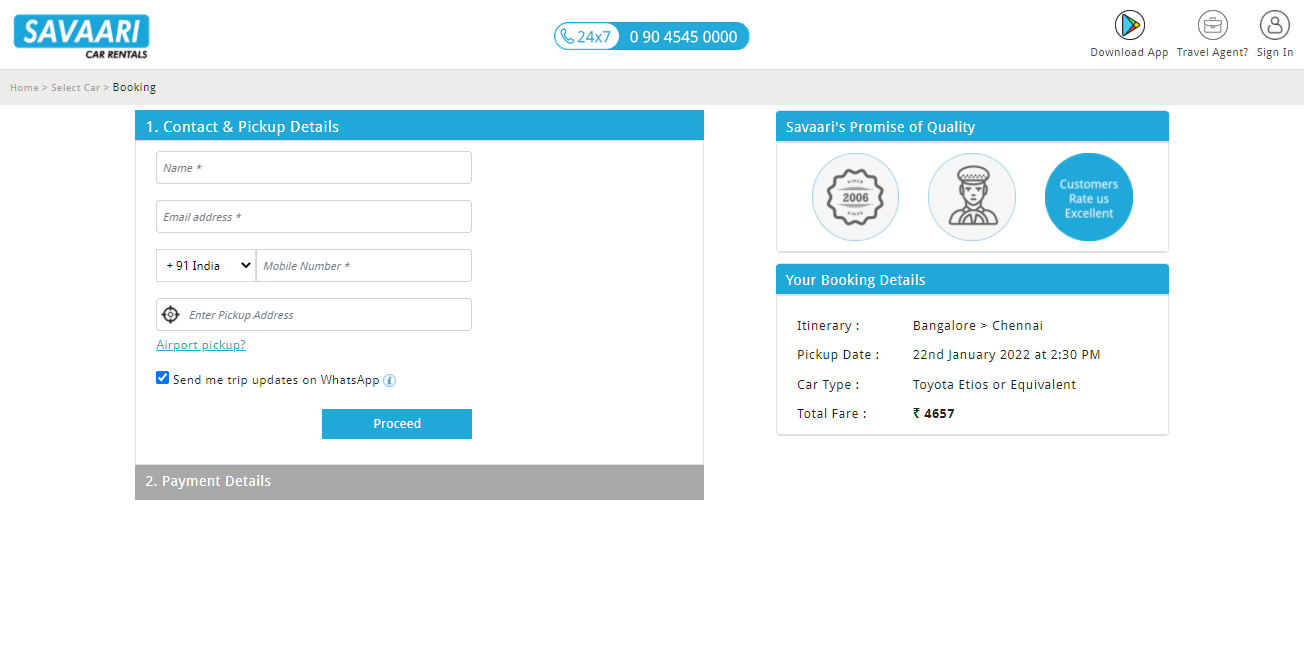 SAVAARI
CAR RENTALS
24x7 0 90 4545 0000
Download App
Travel Agent?
Sign In
Home > Select Car > Booking
1. Contact & Pickup Details
Name *
Email address *
+ 91 India
Mobile Number *
Enter Pickup Address
Airport pickup?
Send me trip updates on WhatsApp i
Proceed
2. Payment Details
Savaari's Promise of Quality
SINCE
2006
SINCE
Customers
Rate us
Excellent
Your Booking Details
Itinerary : Bangalore > Chennai
Pickup Date : 22nd January 2022 at 2:30 PM
Car Type : Toyota Etios or Equivalent
Total Fare : ₹ 4657